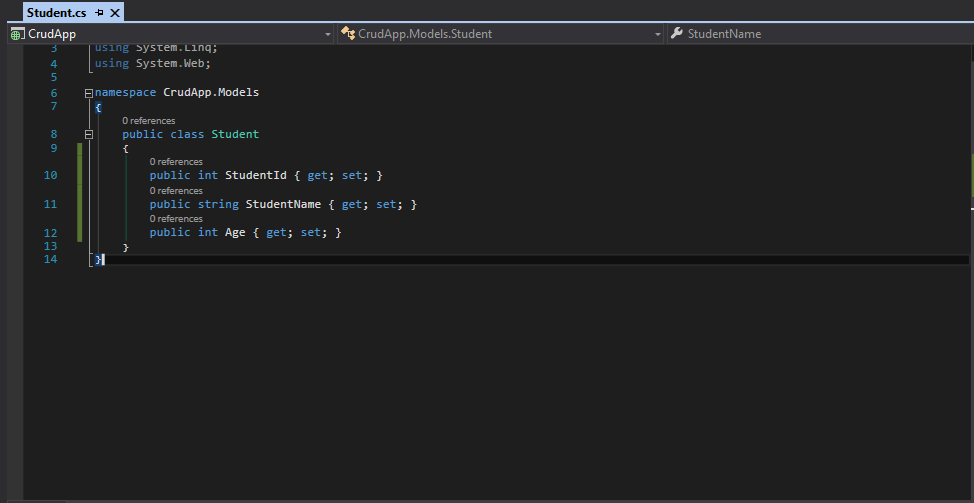 Student.cs
CrudApp CrudApp.Models.Student StudentName
3 using System.Linq;
4 using System.Web;
5
6 namespace CrudApp.Models
7 {
0 references
8 public class Student
9 {
0 references
10 public int StudentId { get; set; }
0 references
11 public string StudentName { get; set; }
0 references
12 public int Age { get; set; }
13 }
14 }